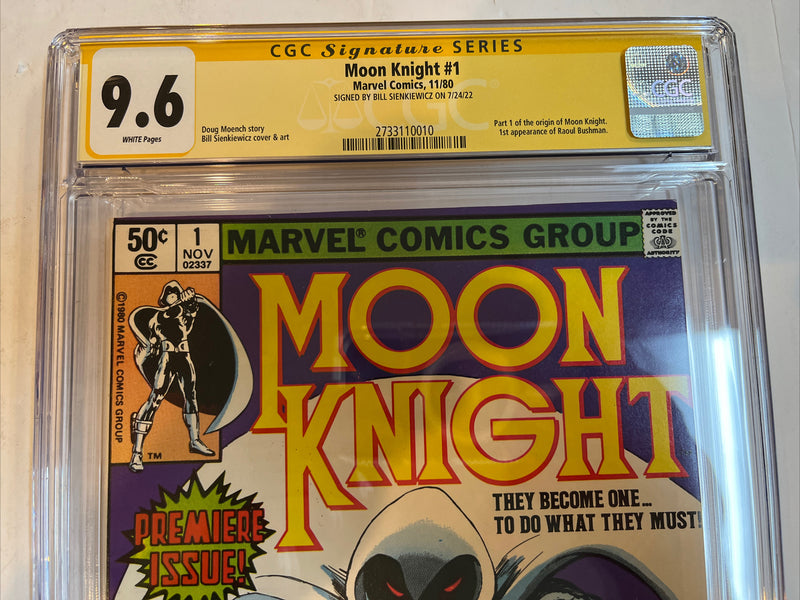 CGC Signature SERIES
9.6
WHITE Pages
Moon Knight #1
Marvel Comics, 11/80
SIGNED BY BILL SIENKIEWICZ ON 7/24/22
Doug Moench story
Bill Sienkiewicz cover & art
2733110010
Part 1 of the origin of Moon Knight.
1st appearance of Raoul Bushman.
CGC
CGC
50¢
CC
1
NOV
02337
MARVEL® COMICS GROUP
APPROVED
BY THE
COMICS
CODE
AUTHORITY
©1980 MARVEL COMICS GROUP
TM
MOON
KNIGHT
THEY BECOME ONE...
TO DO WHAT THEY MUST!
PREMIERE
ISSUE!